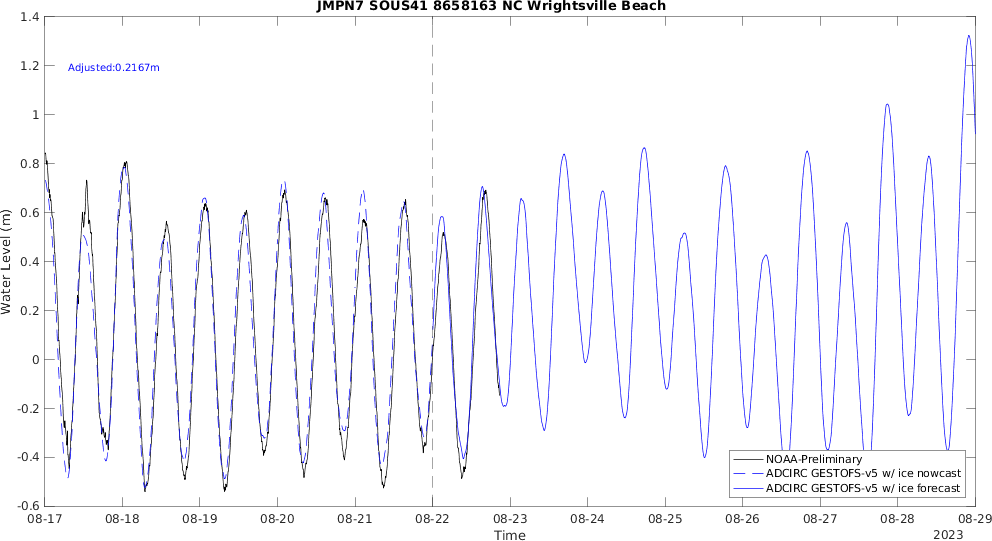 JMPN7 SOUS41 8658163 NC Wrightsville Beach
1.4
1.2
1
0.8
0.6
0.4
0.2
0
-0.2
-0.4
-0.6
Water Level (m)
Adjusted:0.2167m
NOAA-Preliminary
ADCIRC GESTOFS-v5 w/ ice nowcast
ADCIRC GESTOFS-v5 w/ ice forecast
08-17 08-18 08-19 08-20 08-21 08-22 08-23 08-24 08-25 08-26 08-27 08-28 08-29
Time
2023